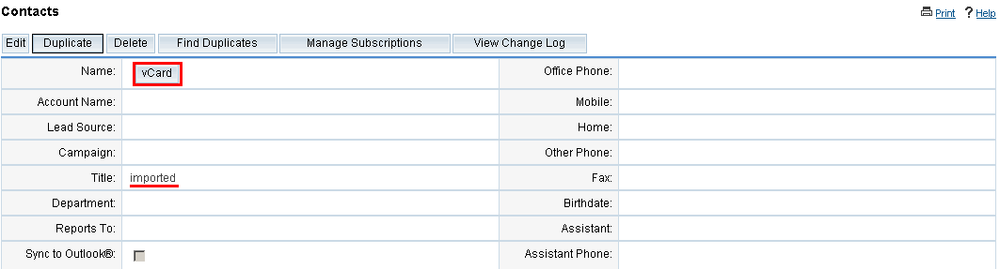 Contacts Print Help
Edit Duplicate Delete Find Duplicates Manage Subscriptions View Change Log
Name: vCard Office Phone:
Account Name: Mobile:
Lead Source: Home:
Campaign: Other Phone:
Title: imported Fax:
Department: Birthdate:
Reports To: Assistant:
Sync to Outlook®: Assistant Phone: